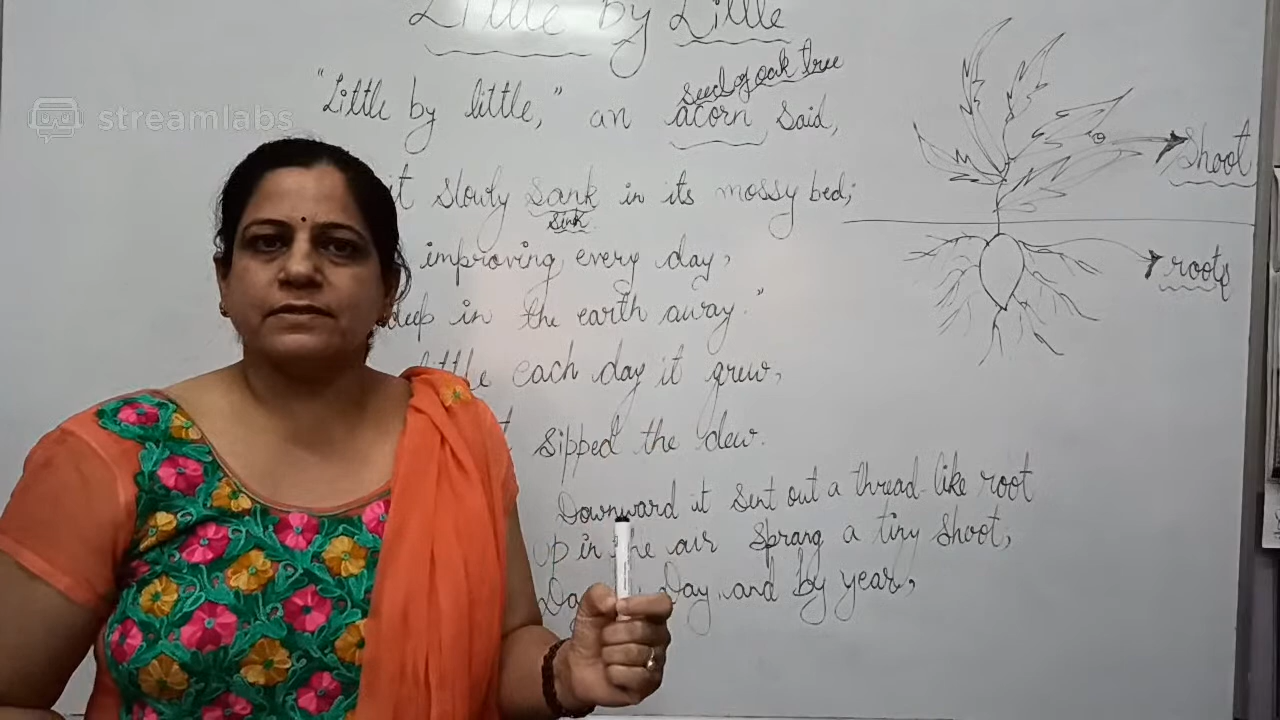 Little by Little
streamlabs
seed of oak tree
"Little by little," an acorn said,
it slowly sank in its mossy bed;
sink
improving every day,
deep in the earth away."
little each day it grew,
sipped the dew.
Downward it sent out a thread-like root
up in the air sprang a tiny shoot,
Day, and by year,
shoot
roots